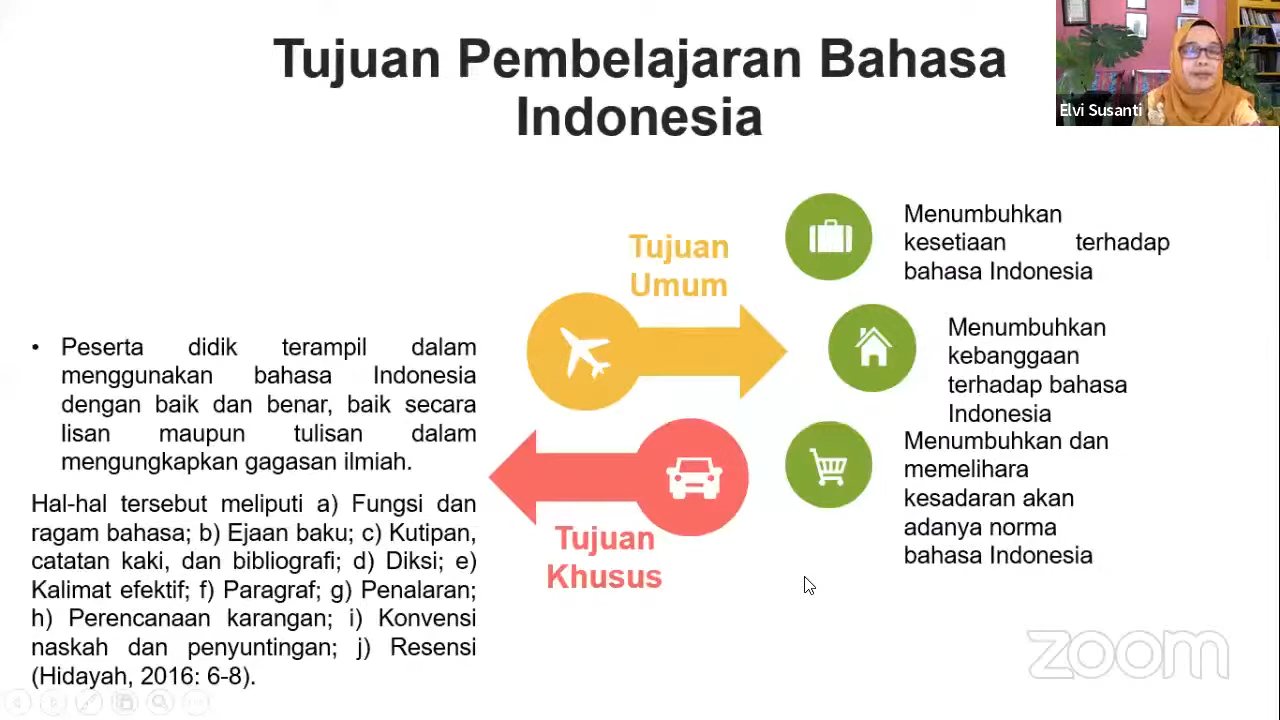 Tujuan Pembelajaran Bahasa
Indonesia
Elvi Susanti
Tujuan
Umum
Menumbuhkan
kesetiaan terhadap
bahasa Indonesia
Menumbuhkan
kebanggaan
terhadap bahasa
Indonesia
Menumbuhkan dan
memelihara
kesadaran akan
adanya norma
bahasa Indonesia
• Peserta didik terampil dalam
menggunakan bahasa Indonesia
dengan baik dan benar, baik secara
lisan maupun tulisan dalam
mengungkapkan gagasan ilmiah.
Hal-hal tersebut meliputi a) Fungsi dan
ragam bahasa; b) Ejaan baku; c) Kutipan,
catatan kaki, dan bibliografi; d) Diksi; e)
Kalimat efektif; f) Paragraf; g) Penalaran;
h) Perencanaan karangan; i) Konvensi
naskah dan penyuntingan; j) Resensi
(Hidayah, 2016: 6-8).
Tujuan
Khusus
zoom